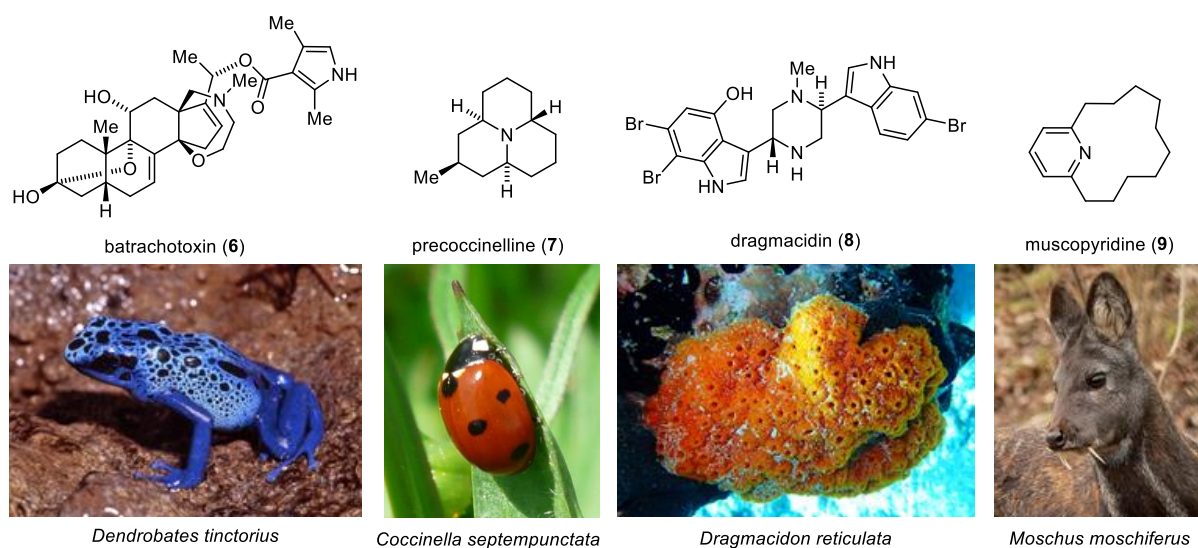 Me
Me
O
NH
Me
N
O
Me
HO
Me
O
O
HO
H
batrachotoxin (6)
H
H
N
Me
H
precoccinelline (7)
Me
H
NH
OH
N
Br
Br
Br
H
N
H
HN
dragmacidin (8)
N
muscopyridine (9)
Dendrobates tinctorius
Coccinella septempunctata
Dragmacidon reticulata
Moschus moschiferus